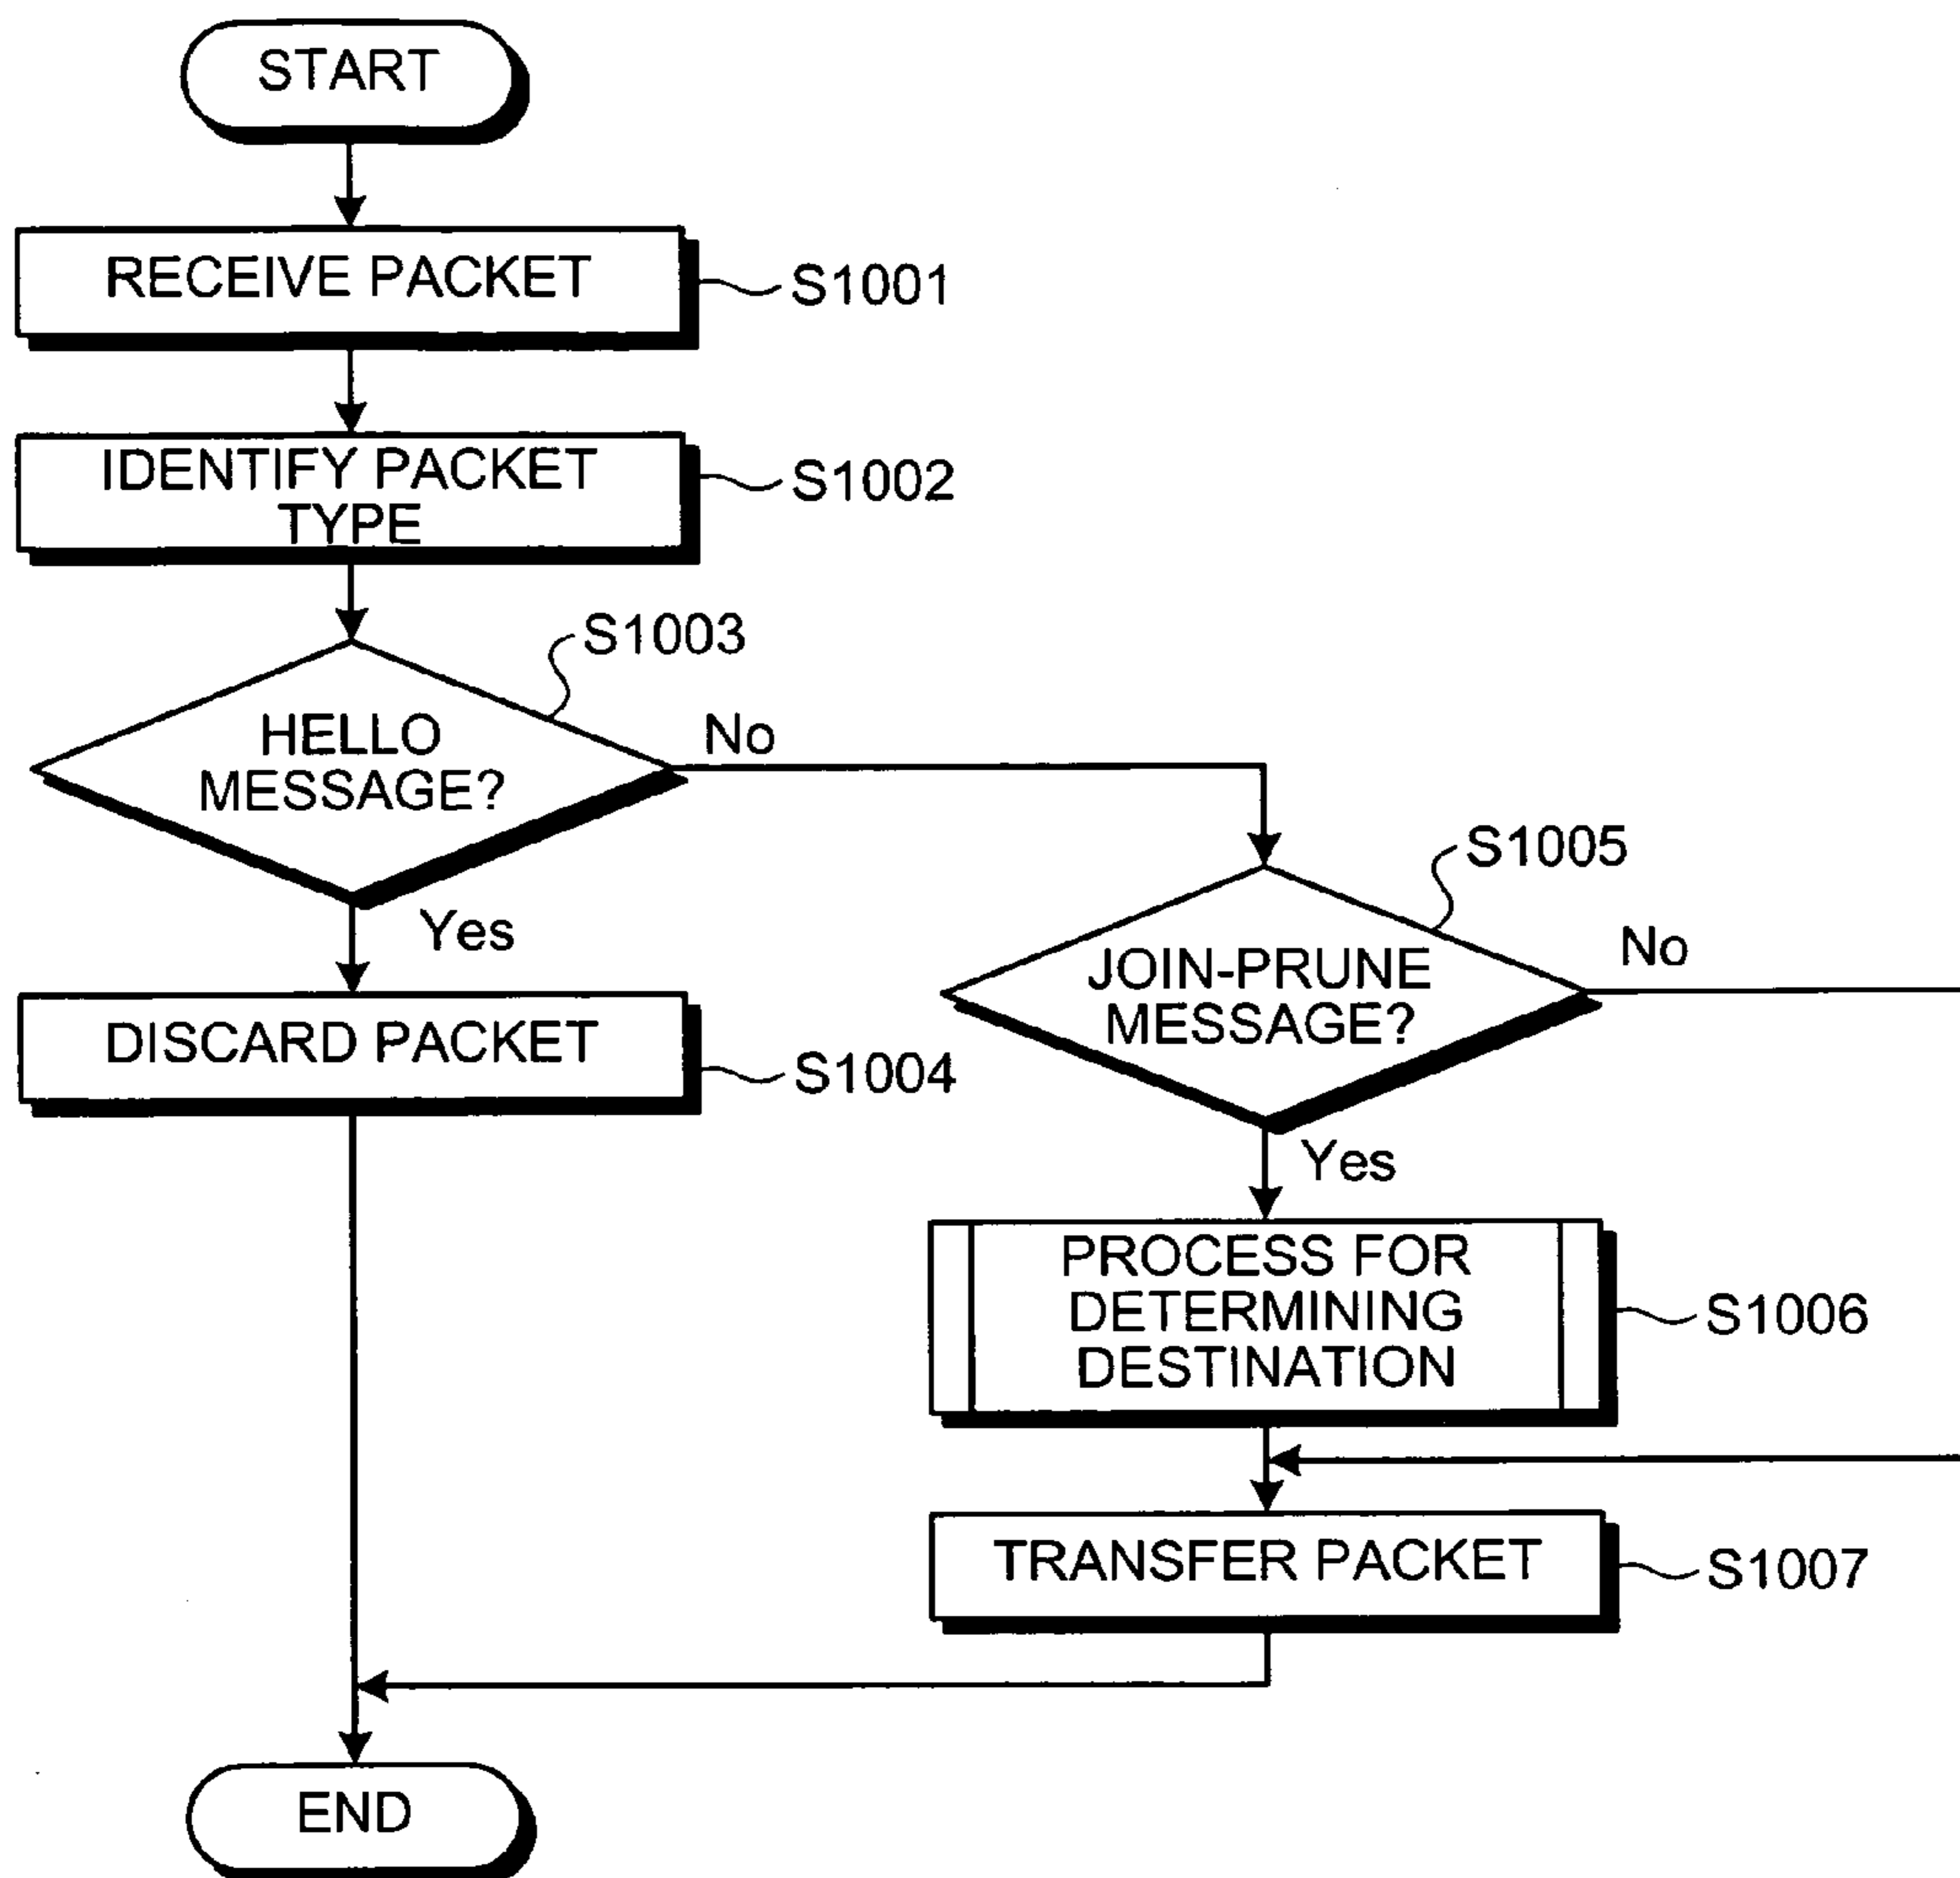 START
RECEIVE PACKET
S1001
IDENTIFY PACKET
TYPE
S1002
S1003
HELLO
MESSAGE?
No
Yes
DISCARD PACKET
S1004
S1005
JOIN-PRUNE
MESSAGE?
No
Yes
PROCESS FOR
DETERMINING
DESTINATION
S1006
TRANSFER PACKET
S1007
END